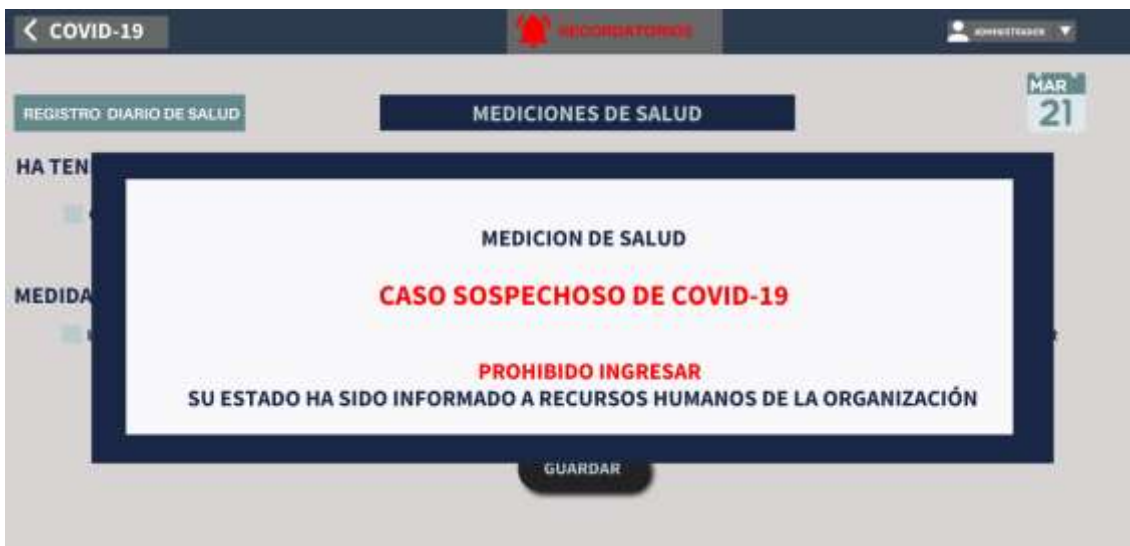 COVID-19
RECORDATORIOS
ADMINISTRADOR
REGISTRO DIARIO DE SALUD
MEDICIONES DE SALUD
MAR
21
HA TEN
MEDICION DE SALUD
CASO SOSPECHOSO DE COVID-19
MEDIDA
PROHIBIDO INGRESAR
SU ESTADO HA SIDO INFORMADO A RECURSOS HUMANOS DE LA ORGANIZACIÓN
GUARDAR